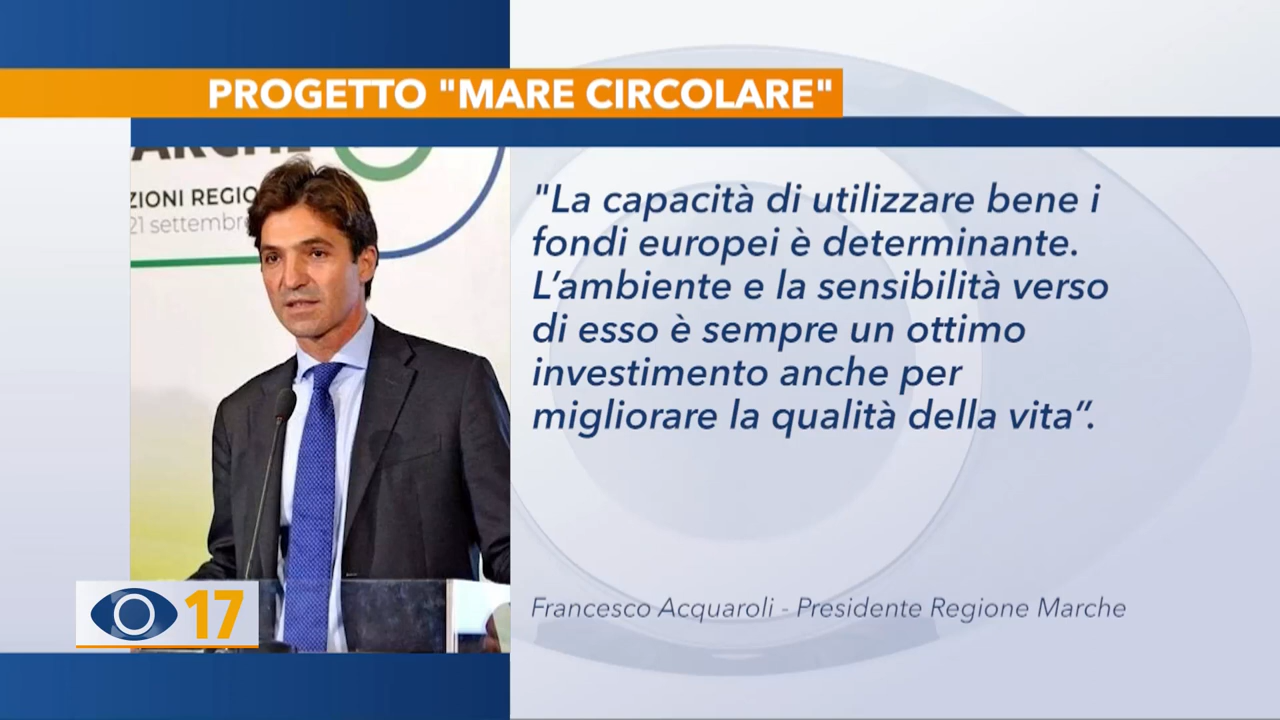 PROGETTO "MARE CIRCOLARE"
ZIONI REGIO
21 settembre
"La capacità di utilizzare bene i
fondi europei è determinante.
L’ambiente e la sensibilità verso
di esso è sempre un ottimo
investimento anche per
migliorare la qualità della vita”.
17
Francesco Acquaroli - Presidente Regione Marche